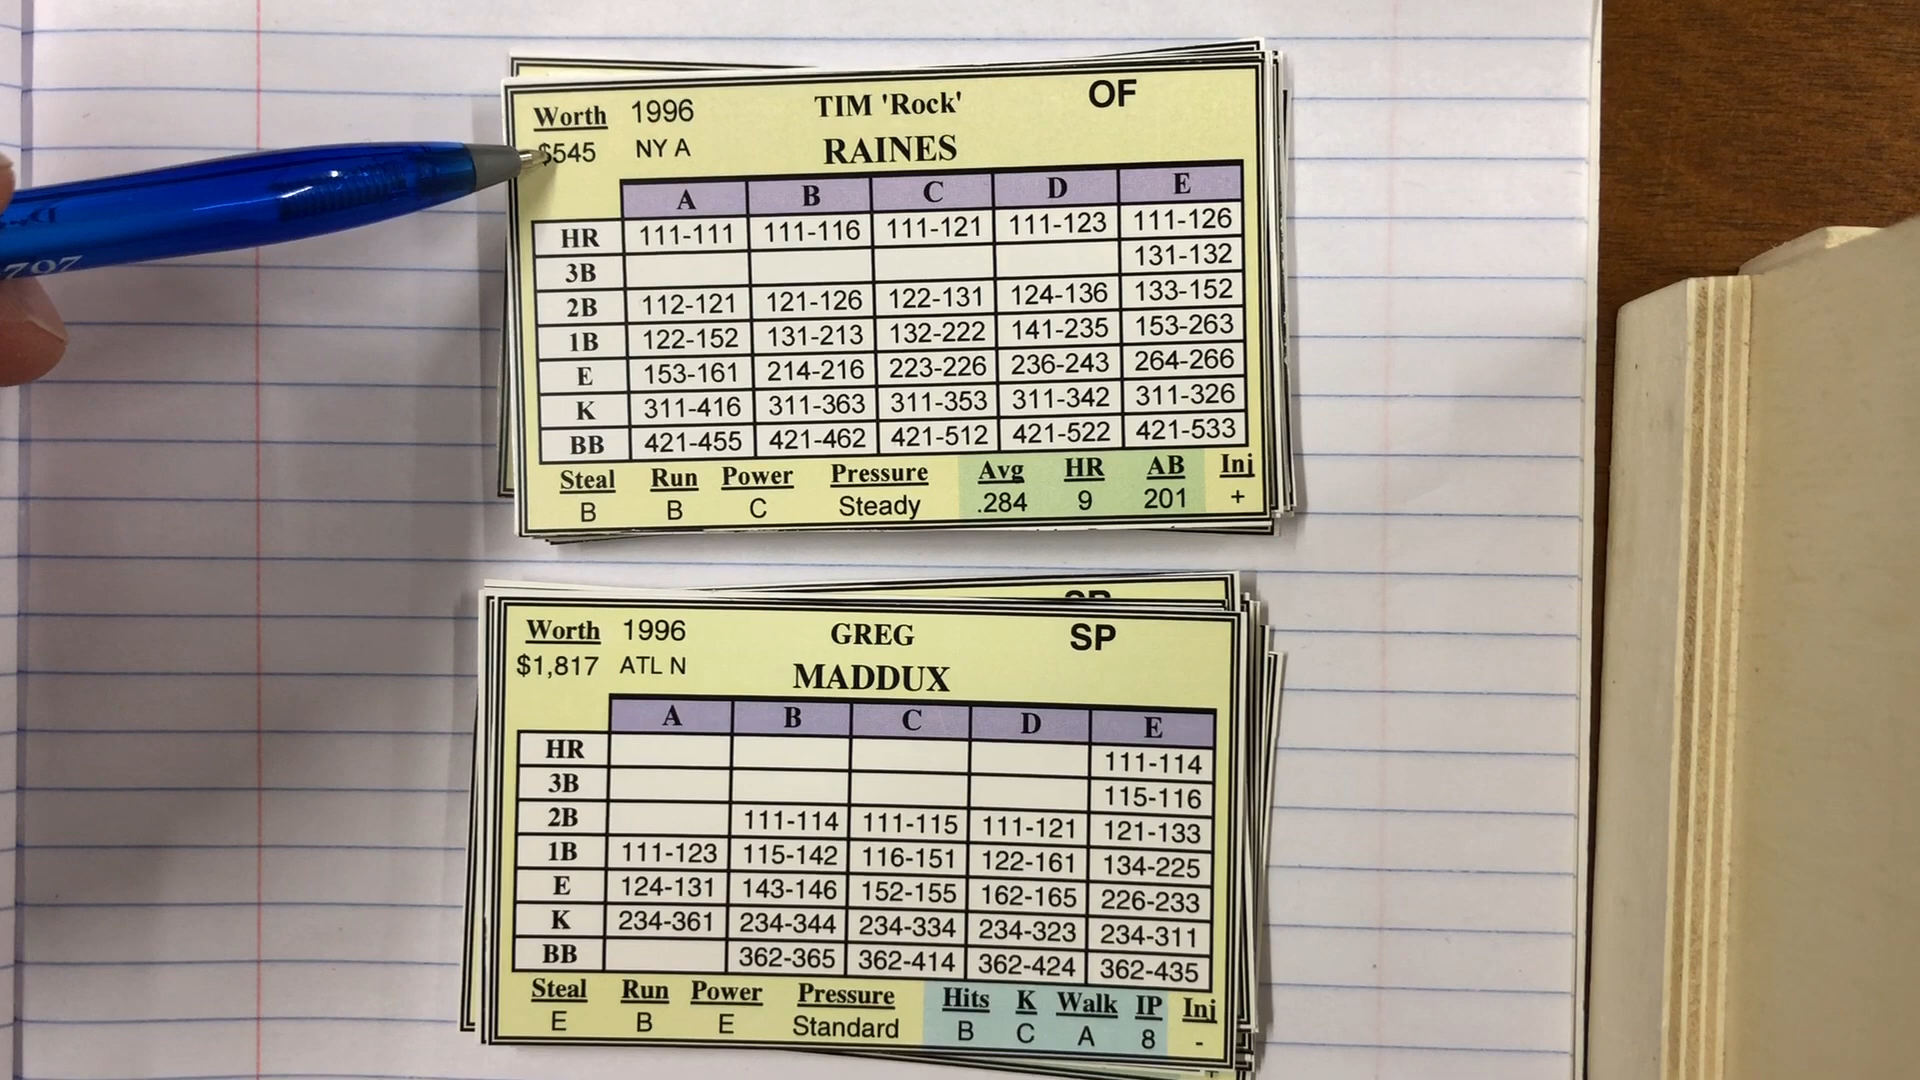 Worth 1996 TIM 'Rock' OF
$545 NY A RAINES
A B C D E
HR 111-111 111-116 111-121 111-123 111-126
3B 131-132
2B 112-121 121-126 122-131 124-136 133-152
1B 122-152 131-213 132-222 141-235 153-263
E 153-161 214-216 223-226 236-243 264-266
K 311-416 311-363 311-353 311-342 311-326
BB 421-455 421-462 421-512 421-522 421-533
Steal Run Power Pressure Avg HR AB Inj
B B C Steady .284 9 201 +
Worth 1996 GREG SP
$1,817 ATL N MADDUX
A B C D E
HR 111-114
3B 115-116
2B 111-114 111-115 111-121 121-133
1B 111-123 115-142 116-151 122-161 134-225
E 124-131 143-146 152-155 162-165 226-233
K 234-361 234-344 234-334 234-323 234-311
BB 362-365 362-414 362-424 362-435
Steal Run Power Pressure Hits K Walk IP Inj
E B E Standard B C A 8 -
797